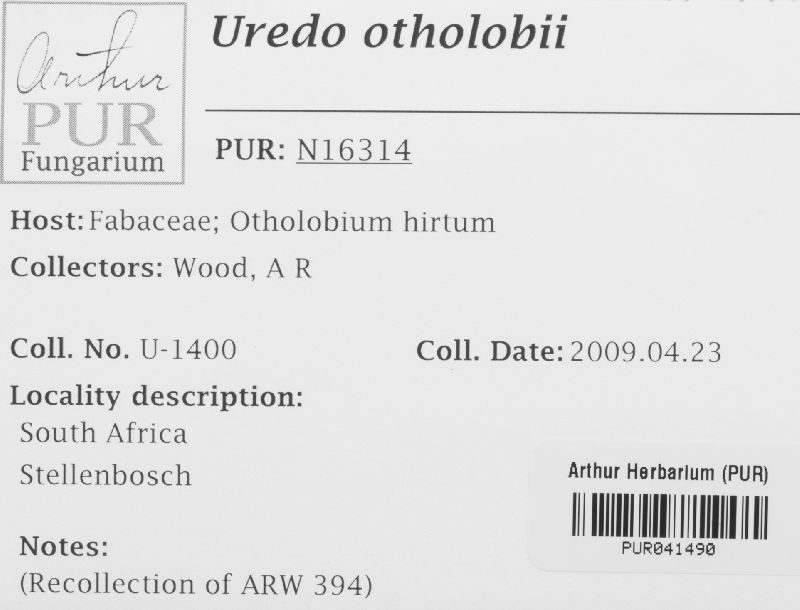 Arthur
PUR
Fungarium
Uredo otholobii
PUR: N16314
Host: Fabaceae; Otholobium hirtum
Collectors: Wood, A R
Coll. No. U-1400
Coll. Date: 2009.04.23
Locality description:
South Africa
Stellenbosch
Notes:
(Recollection of ARW 394)
Arthur Herbarium (PUR)
PUR041490